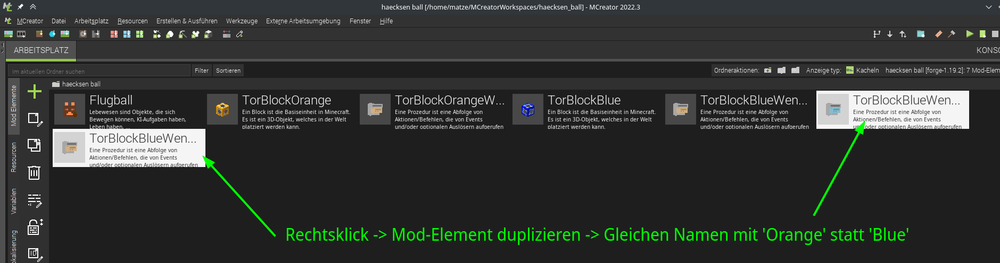 haecksen ball [/home/matze/MCreatorWorkspaces/haecksen_ball] - MCreator 2022.3
MCreator Datei Arbeitsplatz Resourcen Erstellen & Ausführen Werkzeuge Externe Arbeitsumgebung Fenster Hilfe
ARBEITSPLATZ
KONSO
Im aktuellen Ordner suchen Filter Sortieren
Ordneraktionen: Anzeige typ: Kacheln haecksen ball [forge-1.19.2]: 7 Mod-Elem
haecksen ball
Mod Elemente
Resourcen
Variablen
okalisierung
Flugball
Lebewesen sind Objekte, die sich
Bewegen können, KI-Aufgaben haben,
Leben haben, ...
TorBlockOrange
Ein Block ist die Basiseinheit in Minecraft.
Es ist ein 3D-Objekt, welches in der Welt
platziert werden kann.
TorBlockOrangeW...
Eine Prozedur ist eine Abfolge von
Aktionen/Befehlen, die von Events
und/oder optionalen Auslösern aufgerufen
TorBlockBlue
Ein Block ist die Basiseinheit in Minecraft.
Es ist ein 3D-Objekt, welches in der Welt
platziert werden kann.
TorBlockBlueWen...
Eine Prozedur ist eine Abfolge von
Aktionen/Befehlen, die von Events
und/oder optionalen Auslösern aufgerufen
TorBlockBlueWen...
Eine Prozedur ist eine Abfolge von
Aktionen/Befehlen, die von Events
und/oder optionalen Auslösern aufgerufen
TorBlockBlueWen...
Eine Prozedur ist eine Abfolge von
Aktionen/Befehlen, die von Events
und/oder optionalen Auslösern aufgerufen
Rechtsklick -> Mod-Element duplizieren -> Gleichen Namen mit 'Orange' statt 'Blue'
ID